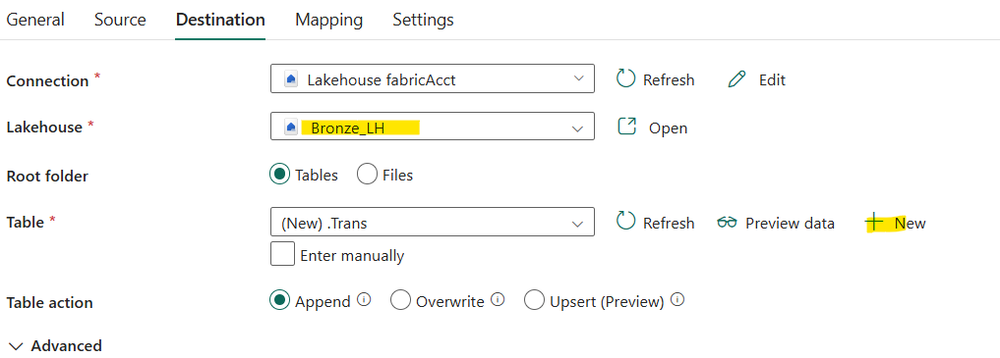 General Source Destination Mapping Settings
Connection * Lakehouse fabricAcct Refresh Edit
Lakehouse * Bronze_LH Open
Root folder Tables Files
Table * (New) .Trans Refresh Preview data New
Enter manually
Table action Append Overwrite Upsert (Preview)
Advanced